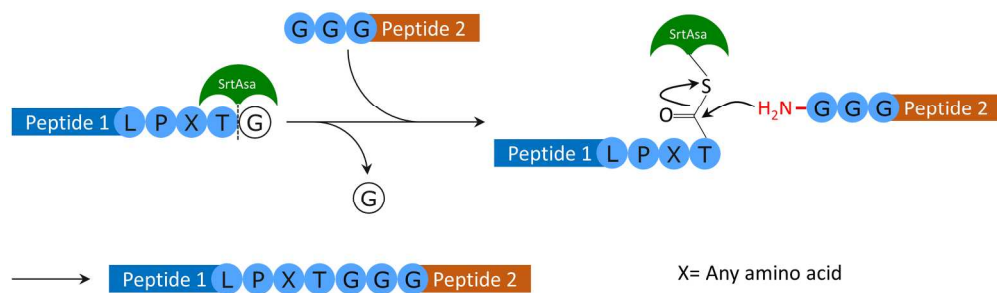 G G G Peptide 2
SrtAsa
Peptide 1 L P X T G
G
SrtAsa
S
O
H₂N G G G Peptide 2
Peptide 1 L P X T
Peptide 1 L P X T G G G Peptide 2
X= Any amino acid